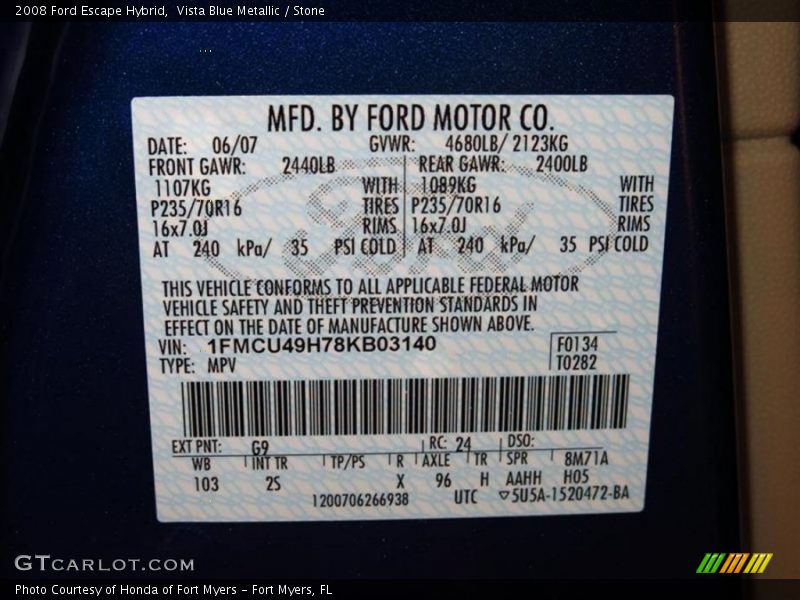 2008 Ford Escape Hybrid, Vista Blue Metallic / Stone
MFD. BY FORD MOTOR CO.
DATE: 06/07 GVWR: 4680LB/ 2123KG
FRONT GAWR: 2440LB REAR GAWR: 2400LB
1107KG WITH 1089KG WITH
P235/70R16 TIRES P235/70R16 TIRES
16x7.0J RIMS 16x7.0J RIMS
AT 240 kPa/ 35 PSI COLD AT 240 kPa/ 35 PSI COLD
THIS VEHICLE CONFORMS TO ALL APPLICABLE FEDERAL MOTOR
VEHICLE SAFETY AND THEFT PREVENTION STANDARDS IN
EFFECT ON THE DATE OF MANUFACTURE SHOWN ABOVE.
VIN: 1FMCU49H78KB03140 F0134
TYPE: MPV T0282
EXT PNT: G9 RC: 24 DSO:
WB INT TR TP/PS R AXLE TR SPR 8M71A
103 2S X 96 H AAHH H05
1200706266938 UTC ▽5U5A-1520472-BA
GTCARLOT.COM
Photo Courtesy of Honda of Fort Myers - Fort Myers, FL